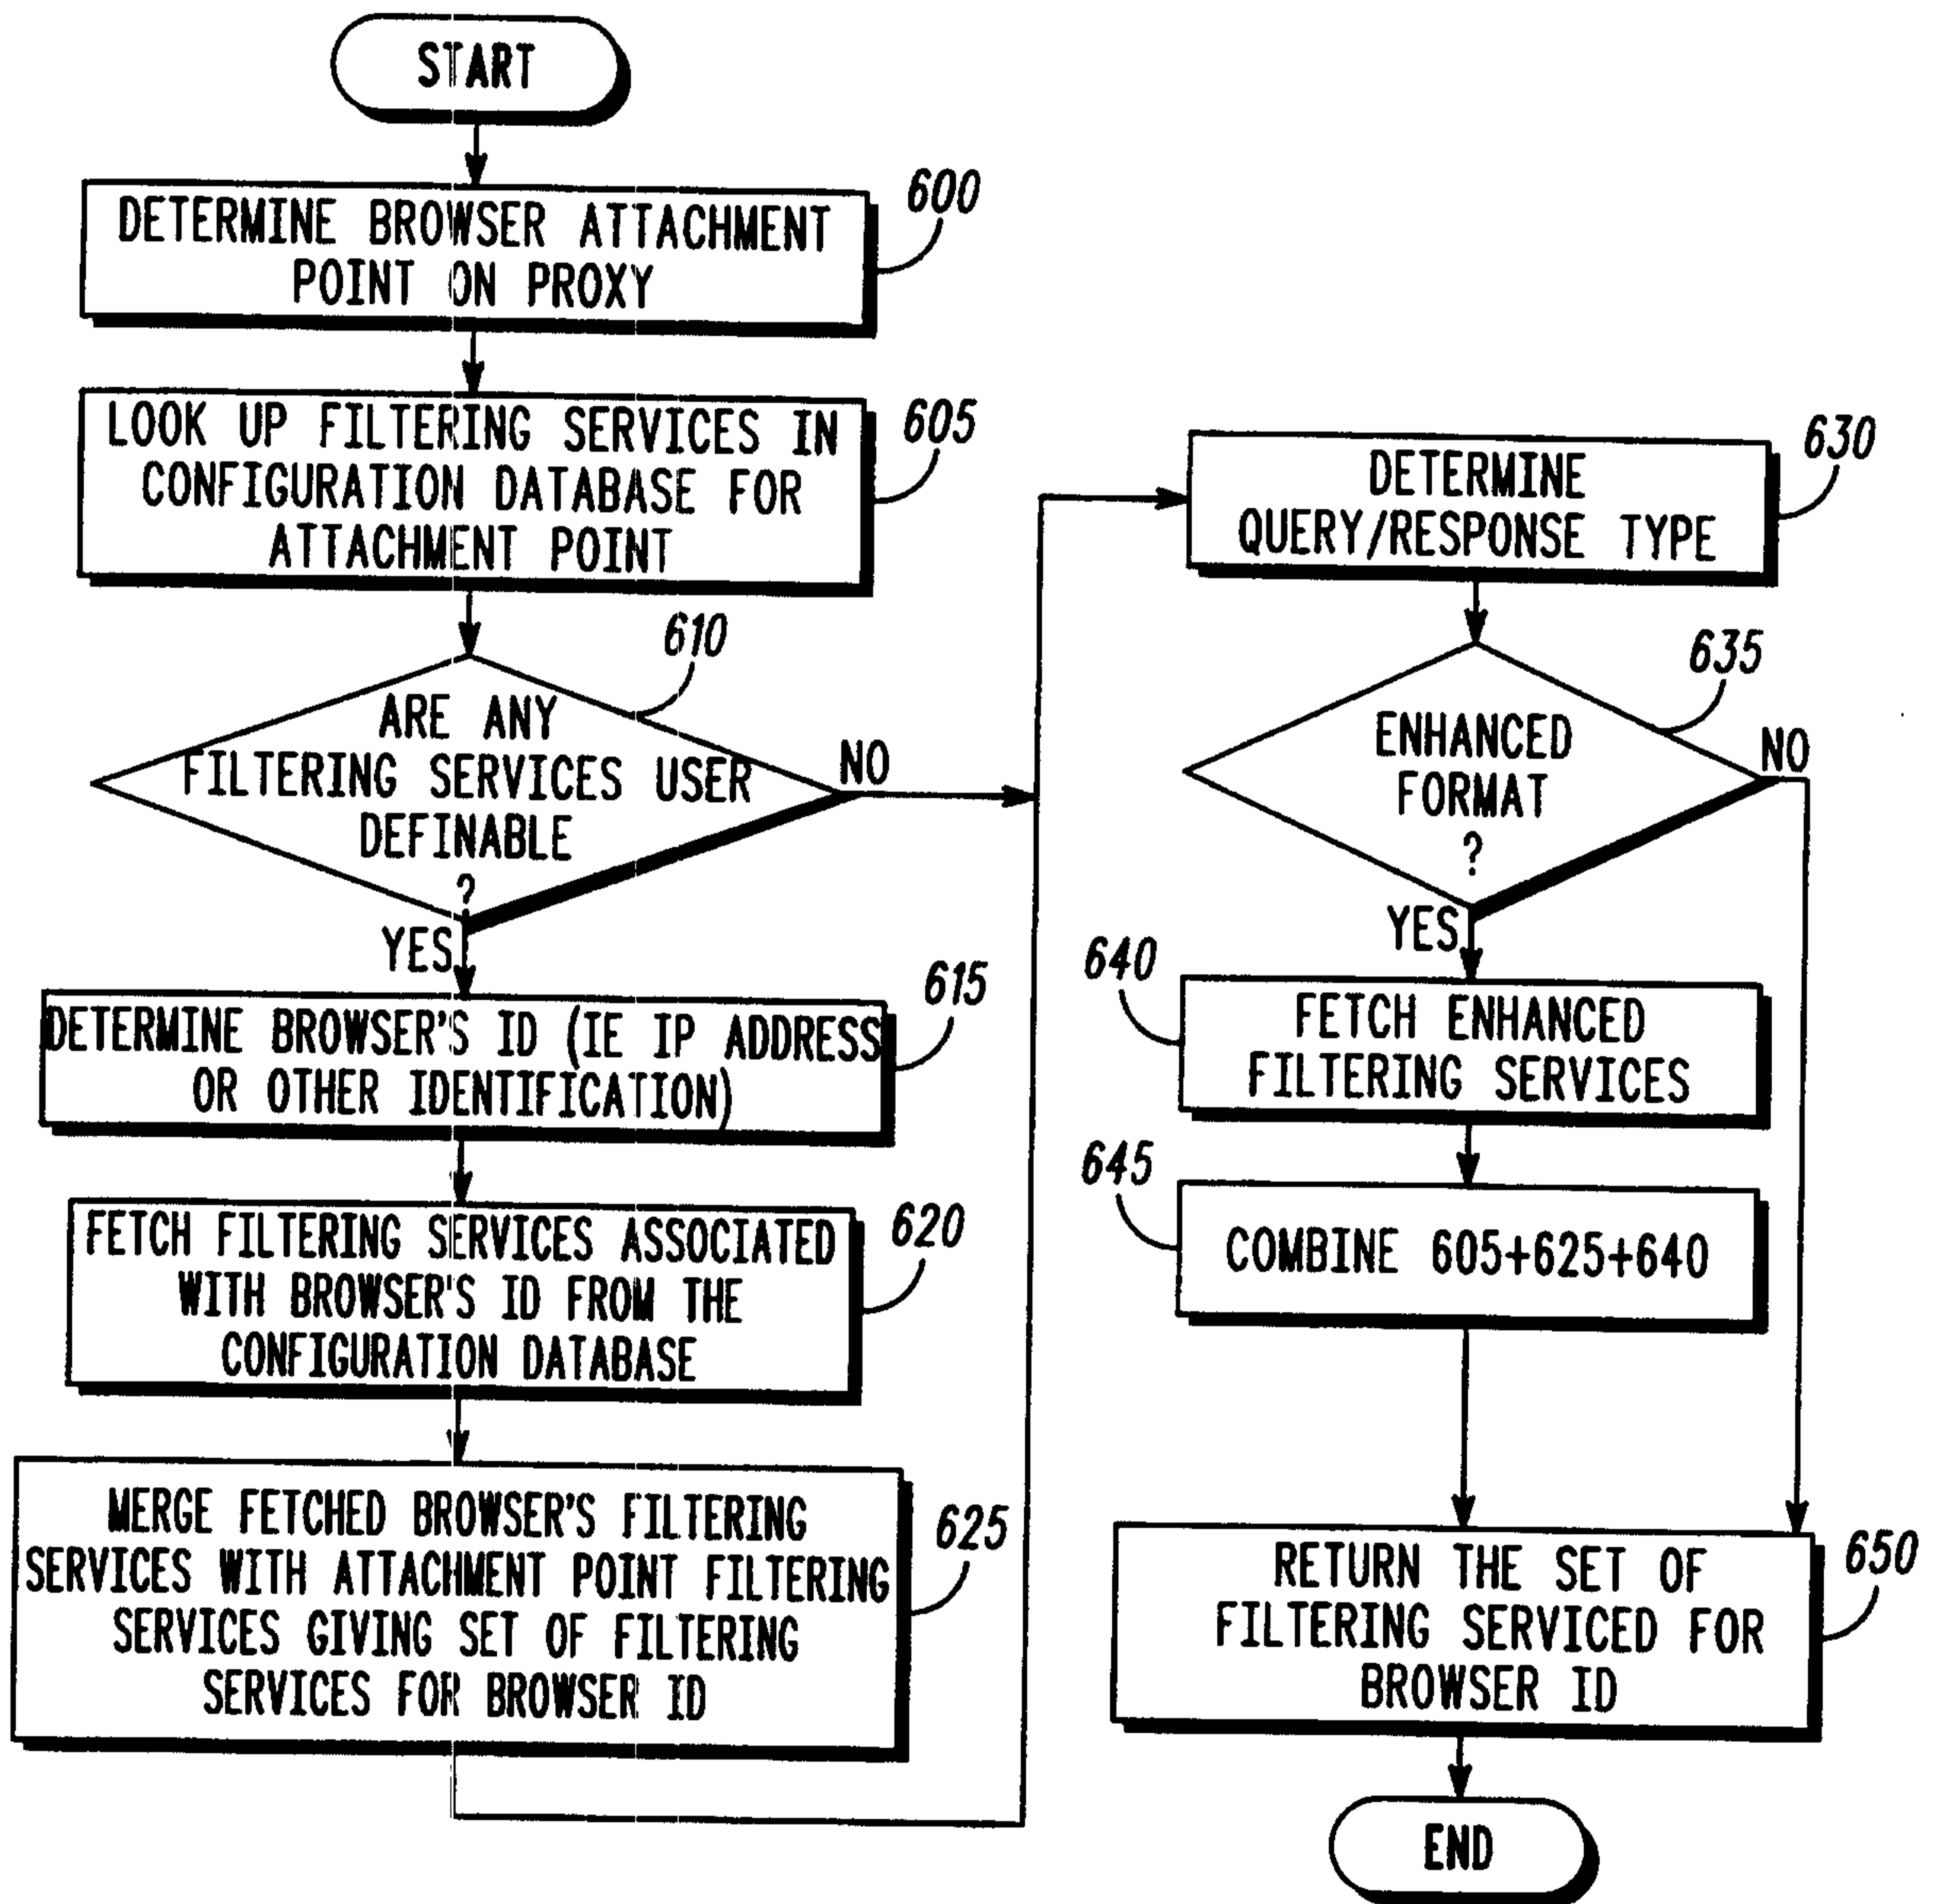 START
DETERMINE BROWSER ATTACHMENT
POINT ON PROXY
600
LOOK UP FILTERING SERVICES IN
CONFIGURATION DATABASE FOR
ATTACHMENT POINT
605
610
ARE ANY
FILTERING SERVICES USER
DEFINABLE
?
NO
YES
DETERMINE BROWSER'S ID (IE IP ADDRESS
OR OTHER IDENTIFICATION)
615
FETCH FILTERING SERVICES ASSOCIATED
WITH BROWSER'S ID FROM THE
CONFIGURATION DATABASE
620
MERGE FETCHED BROWSER'S FILTERING
SERVICES WITH ATTACHMENT POINT FILTERING
SERVICES GIVING SET OF FILTERING
SERVICES FOR BROWSER ID
625
DETERMINE
QUERY/RESPONSE TYPE
630
635
ENHANCED
FORMAT
?
NO
YES
640
FETCH ENHANCED
FILTERING SERVICES
645
COMBINE 605+625+640
RETURN THE SET OF
FILTERING SERVICED FOR
BROWSER ID
650
END